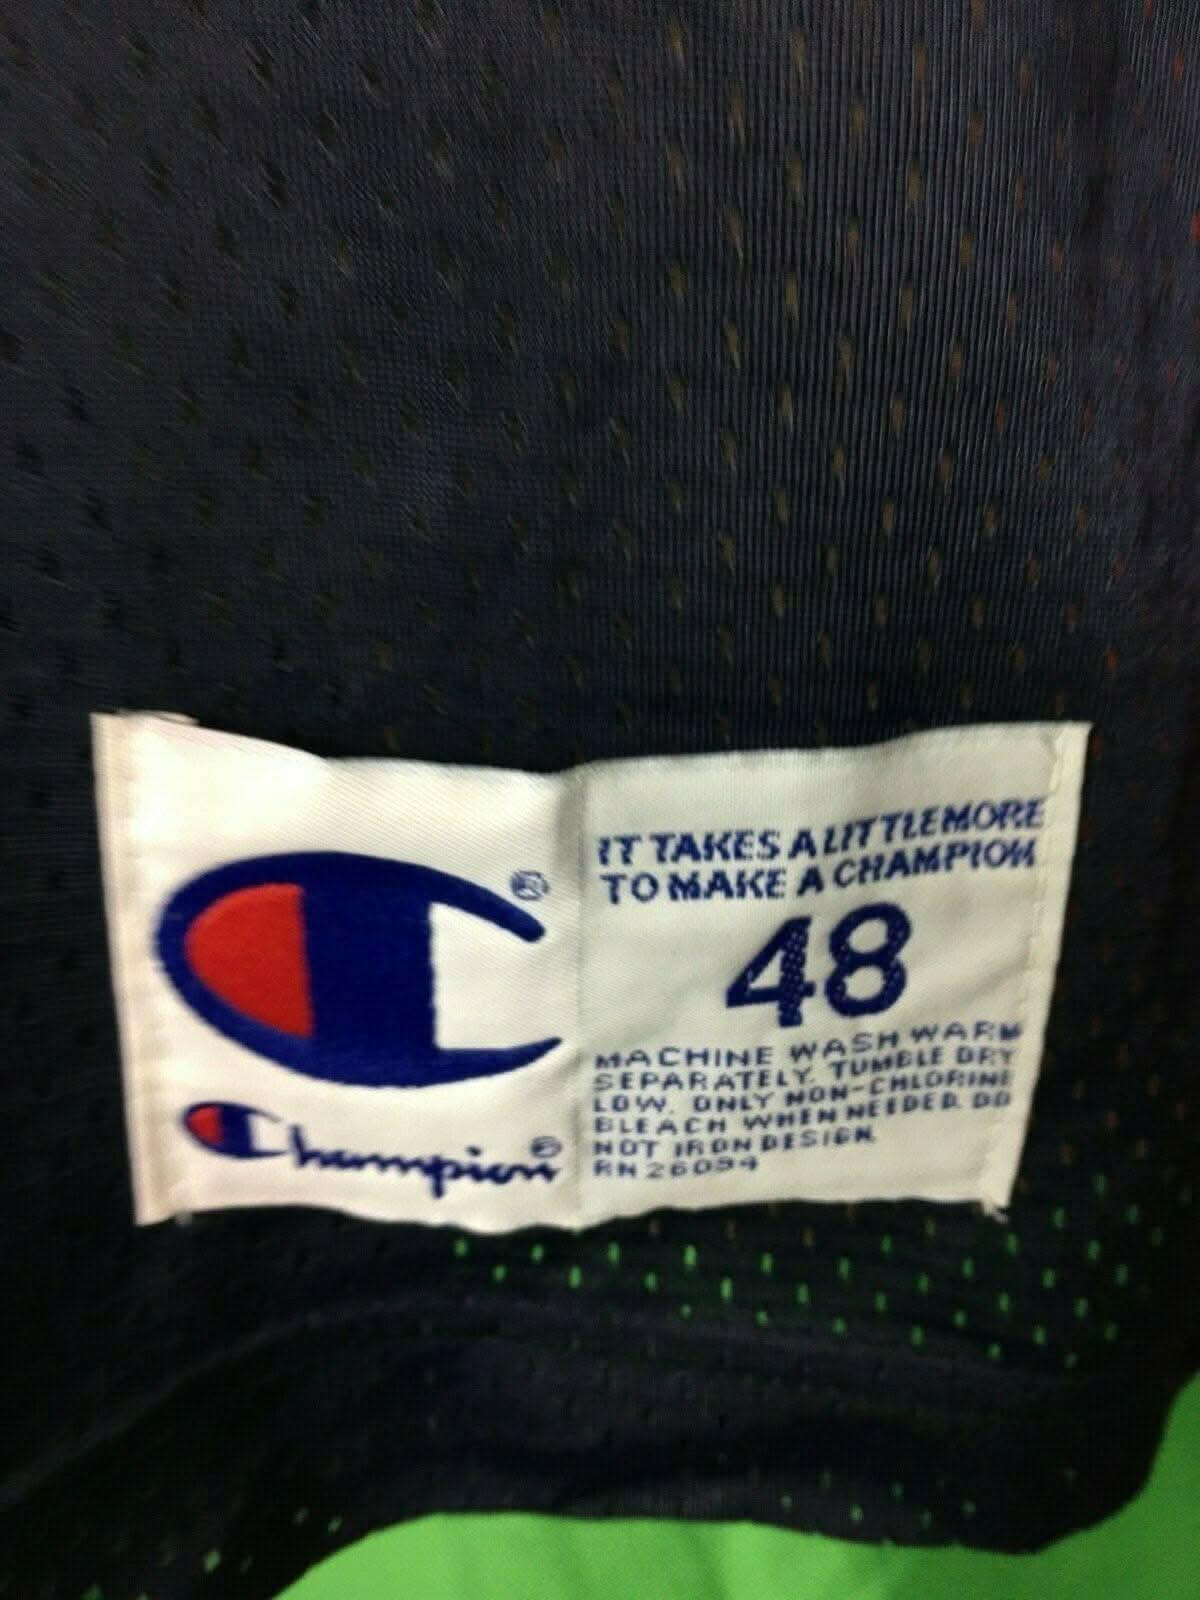 ®
Champion®
IT TAKES A LITTLE MORE
TO MAKE A CHAMPION
48
MACHINE WASH WARM
SEPARATELY. TUMBLE DRY
LOW. ONLY NON-CHLORINE
BLEACH WHEN NEEDED. DO
NOT IRON DESIGN.
RN 26094